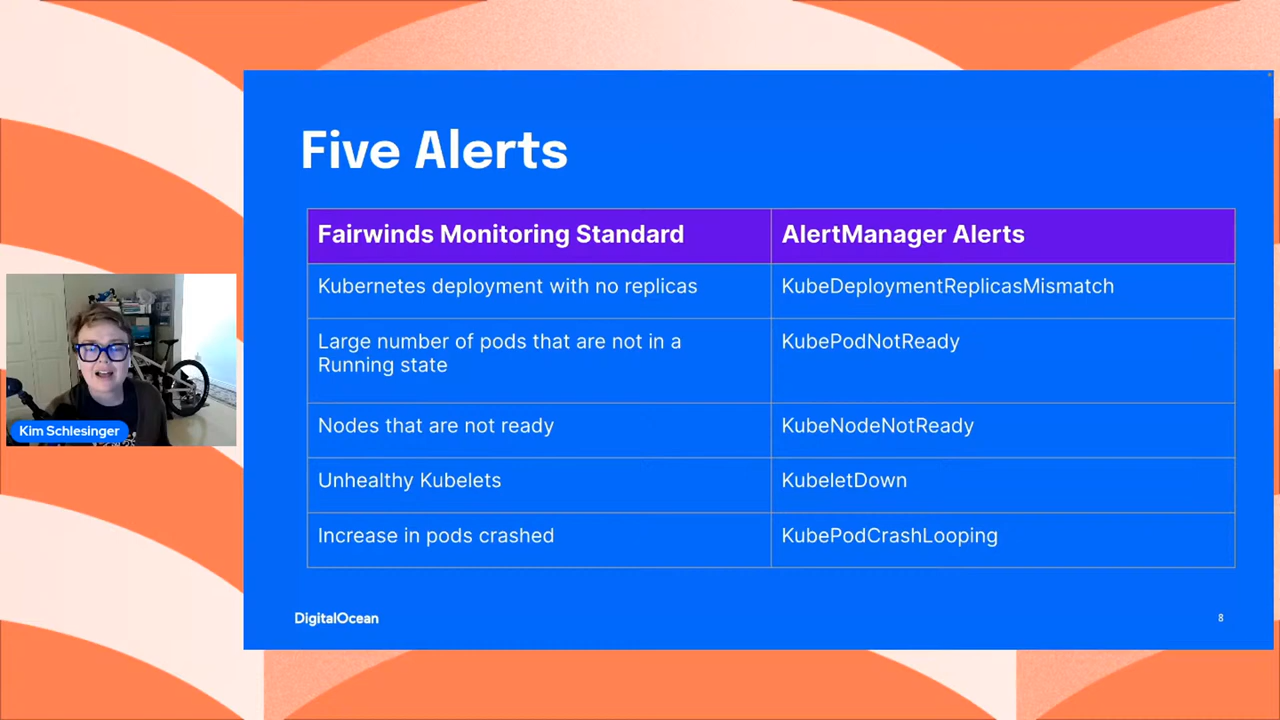 Five Alerts
Fairwinds Monitoring Standard
AlertManager Alerts
Kubernetes deployment with no replicas
KubeDeploymentReplicasMismatch
Large number of pods that are not in a
Running state
KubePodNotReady
Nodes that are not ready
KubeNodeNotReady
Unhealthy Kubelets
KubeletDown
Increase in pods crashed
KubePodCrashLooping
Kim Schlesinger
DigitalOcean
8